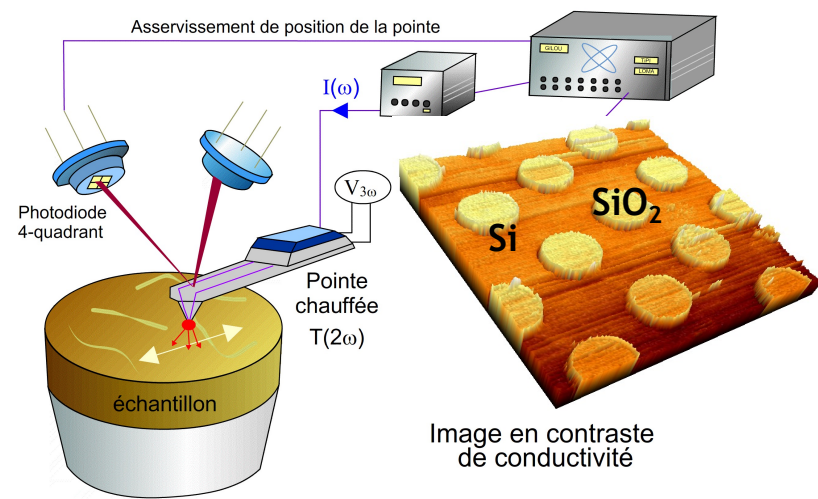 Asservissement de position de la pointe
GILOU
TIPI
LOMA
I(ω)
V3ω
Photodiode
4-quadrant
Pointe
chauffée
T(2ω)
échantillon
Si
SiO2
Image en contraste
de conductivité